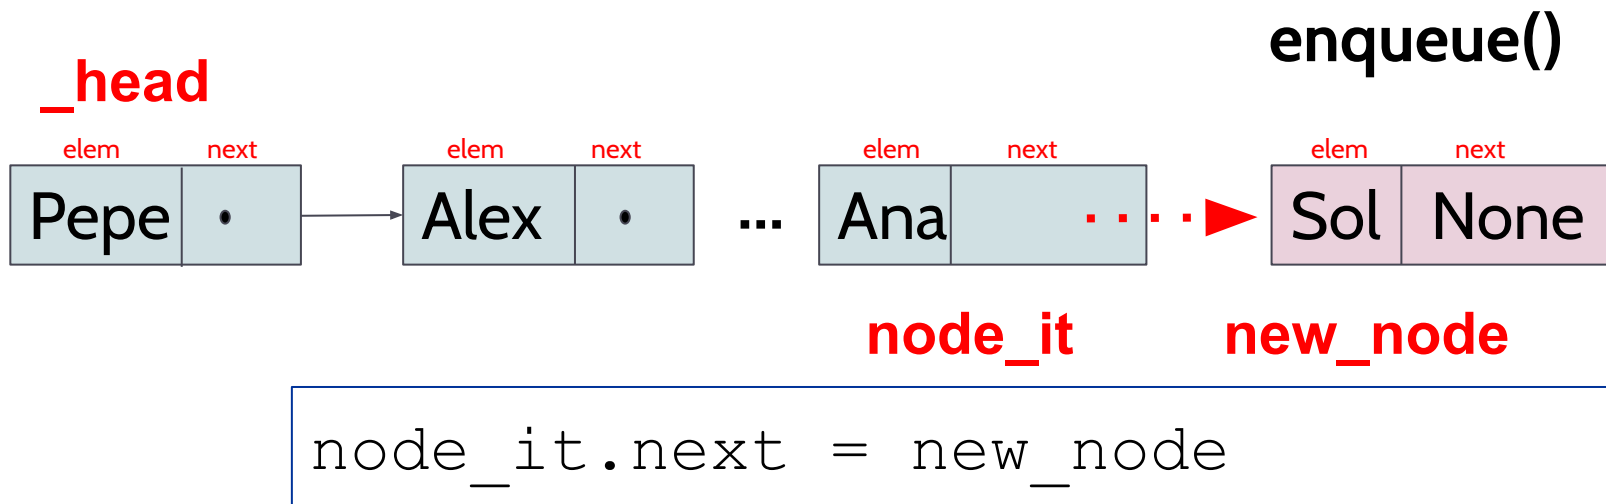 enqueue()
_head
elem next elem next elem next elem next
Pepe Alex ... Ana Sol None
node_it new_node
node_it.next = new_node